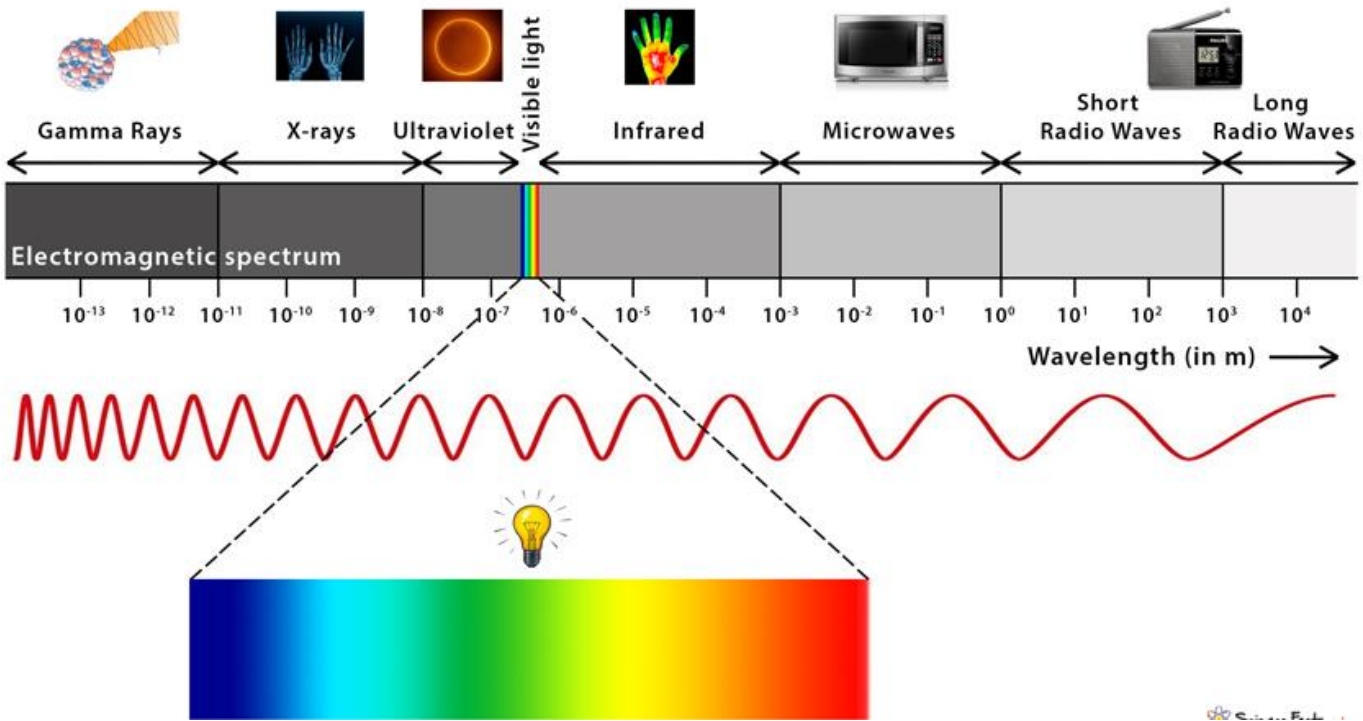 Visible light
Gamma Rays
X-rays
Ultraviolet
Infrared
Microwaves
Short
Radio Waves
Long
Radio Waves
Electromagnetic spectrum
10⁻¹³ 10⁻¹² 10⁻¹¹ 10⁻¹⁰ 10⁻⁹ 10⁻⁸ 10⁻⁷ 10⁻⁶ 10⁻⁵ 10⁻⁴ 10⁻³ 10⁻² 10⁻¹ 10⁰ 10¹ 10² 10³ 10⁴
Wavelength (in m)